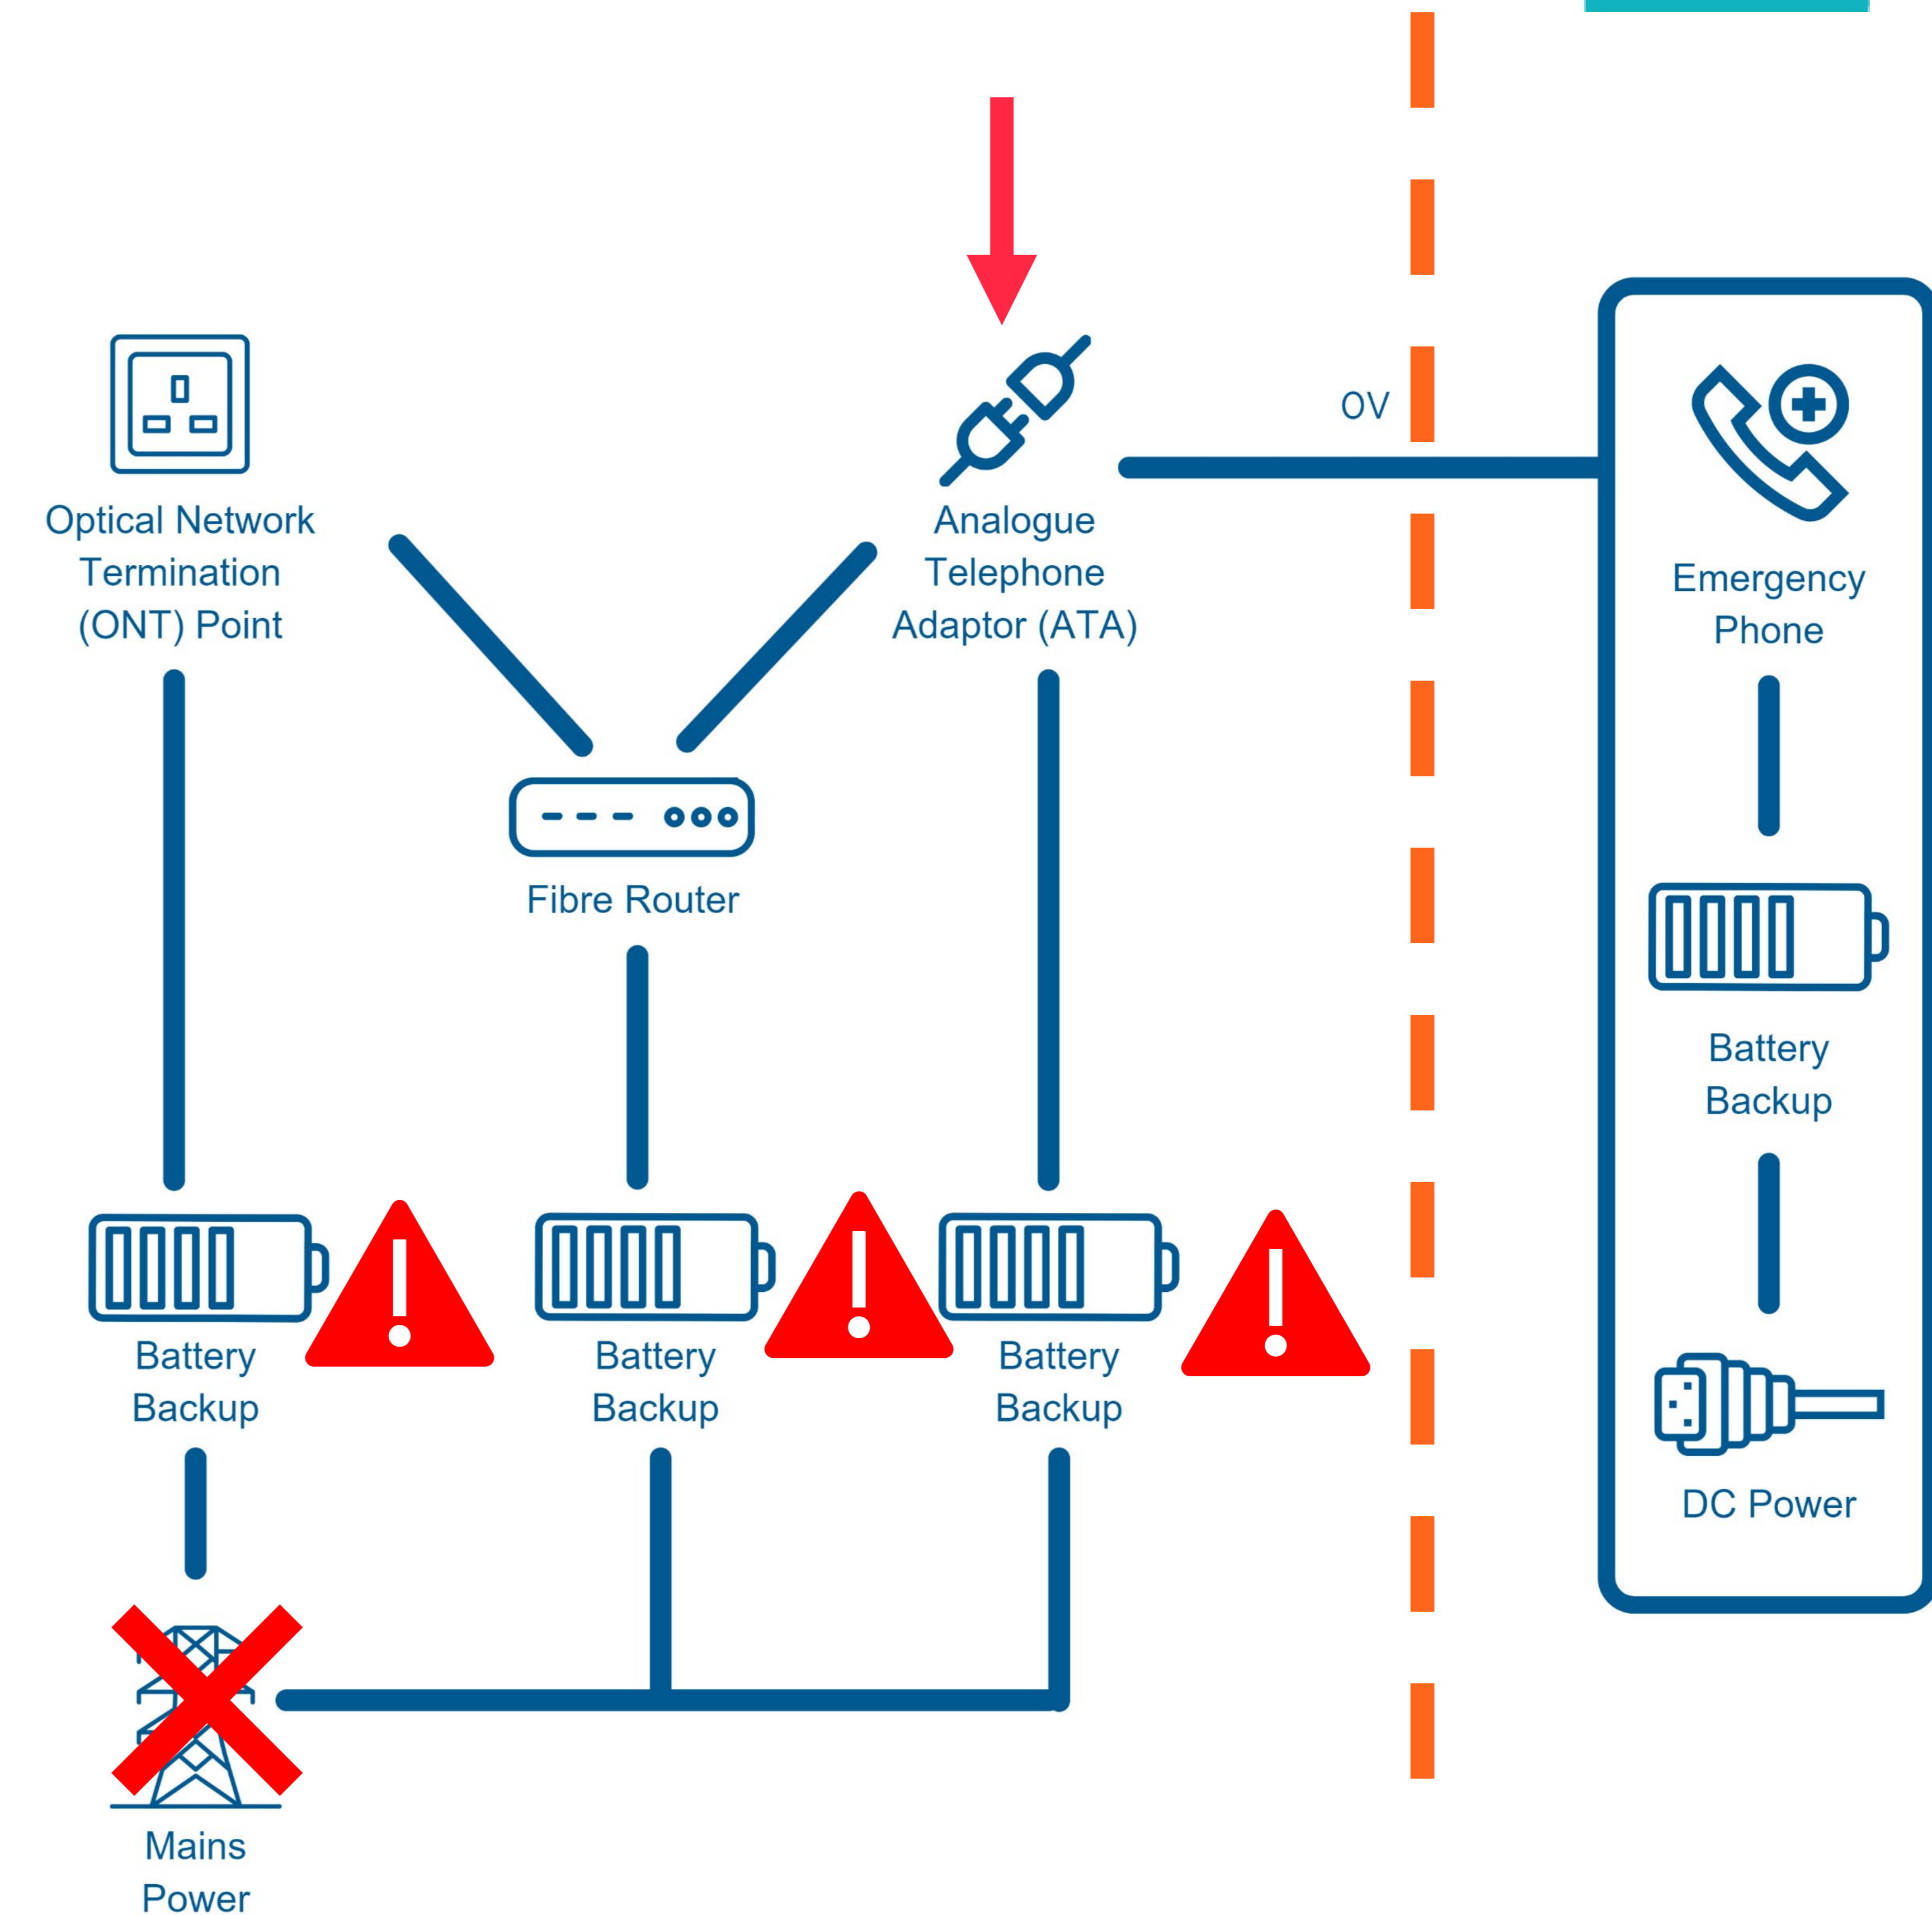 0V
Optical Network
Termination
(ONT) Point
Analogue
Telephone
Adaptor (ATA)
Emergency
Phone
Fibre Router
Battery
Backup
Battery
Backup
Battery
Backup
Battery
Backup
DC Power
Mains
Power